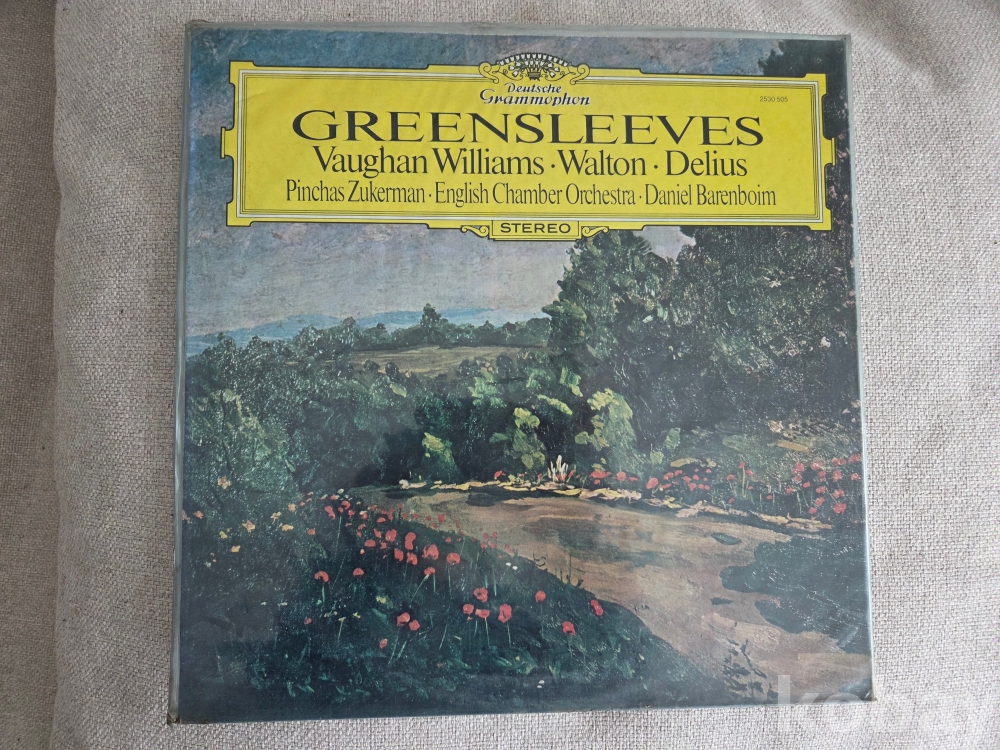 Deutsche
Grammophon
2530 505
GREENSLEEVES
Vaughan Williams · Walton · Delius
Pinchas Zukerman · English Chamber Orchestra · Daniel Barenboim
STEREO